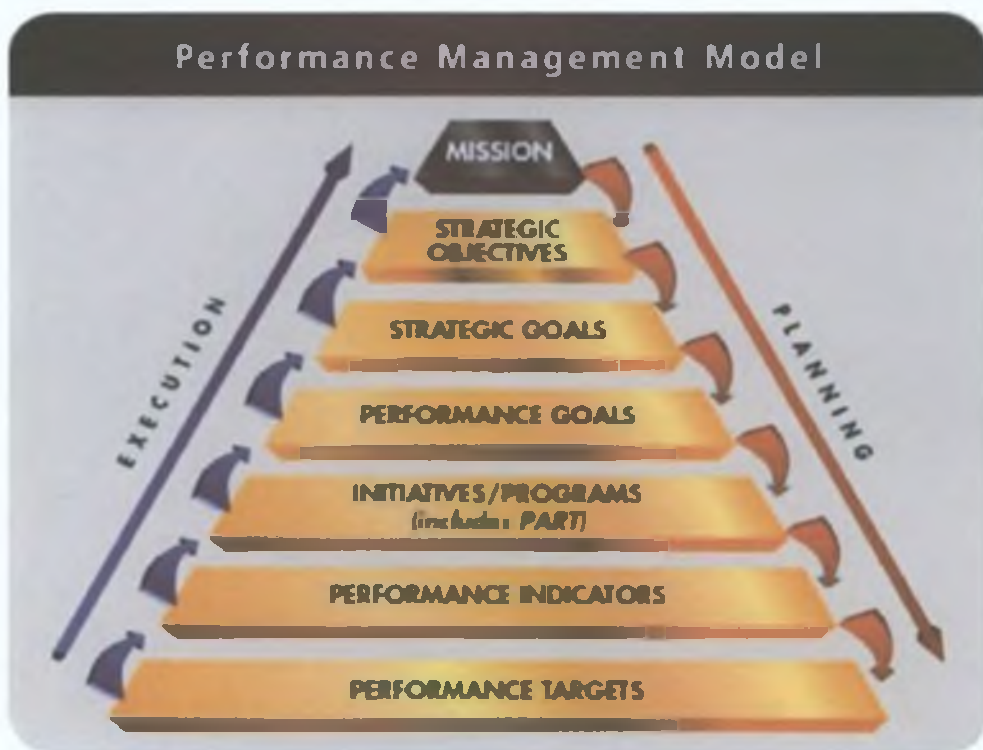 Performance Management Model
MISSION
STRATEGIC
OBJECTIVES
STRATEGIC GOALS
PERFORMANCE GOALS
INITIATIVES/PROGRAMS
(includes PART)
PERFORMANCE INDICATORS
PERFORMANCE TARGETS
EXECUTION
PLANNING